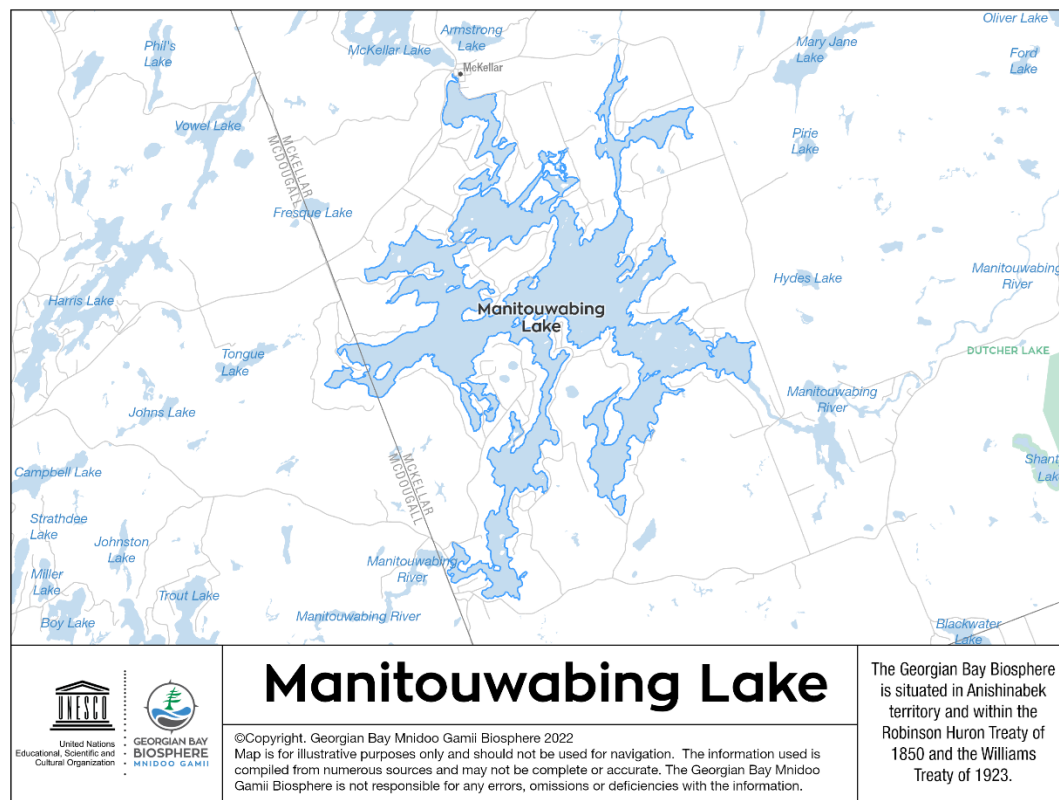 Oliver Lake
Phil's
Lake
McKellar Lake
Armstrong
Lake
Mary Jane
Lake
Ford
Lake
McKellar
Vowel Lake
MCKELLAR
MCDOUGALL
Pirie
Lake
Fresque Lake
Harris Lake
Hydes Lake
Manitouwabing
River
Manitouwabing
Lake
Tongue
Lake
DUTCHER LAKE
Johns Lake
Manitouwabing
River
Campbell Lake
MCKELLAR
MCDOUGALL
Strathdee
Lake
Johnston
Lake
Miller
Lake
Manitouwabing
River
Trout Lake
Boy Lake
Manitouwabing River
Blackwater
Lake
UNESCO
United Nations
Educational, Scientific and
Cultural Organization
GEORGIAN BAY
BIOSPHERE
MNIDOO GAMII
Manitouwabing Lake
©Copyright. Georgian Bay Mnidoo Gamii Biosphere 2022
Map is for illustrative purposes only and should not be used for navigation. The information used is
compiled from numerous sources and may not be complete or accurate. The Georgian Bay Mnidoo
Gamii Biosphere is not responsible for any errors, omissions or deficiencies with the information.
The Georgian Bay Biosphere
is situated in Anishinabek
territory and within the
Robinson Huron Treaty of
1850 and the Williams
Treaty of 1923.